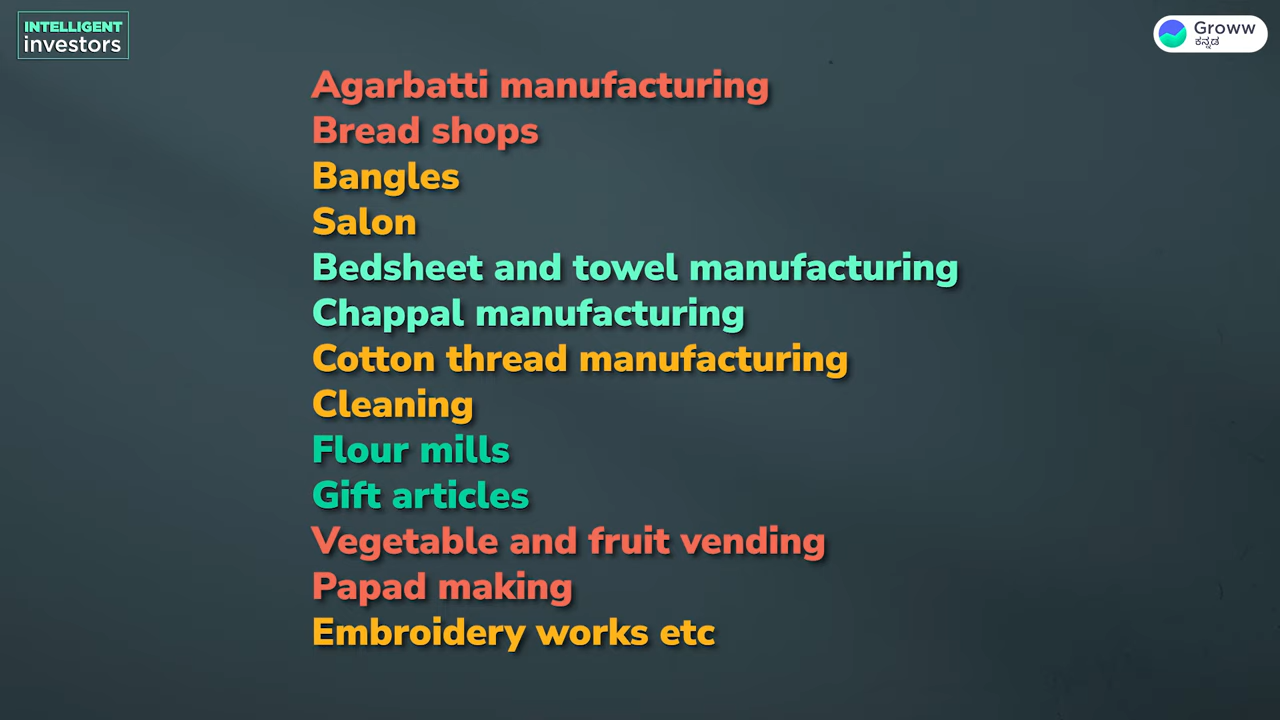 INTELLIGENT
investors
Groww
ಕನ್ನಡ
Agarbatti manufacturing
Bread shops
Bangles
Salon
Bedsheet and towel manufacturing
Chappal manufacturing
Cotton thread manufacturing
Cleaning
Flour mills
Gift articles
Vegetable and fruit vending
Papad making
Embroidery works etc